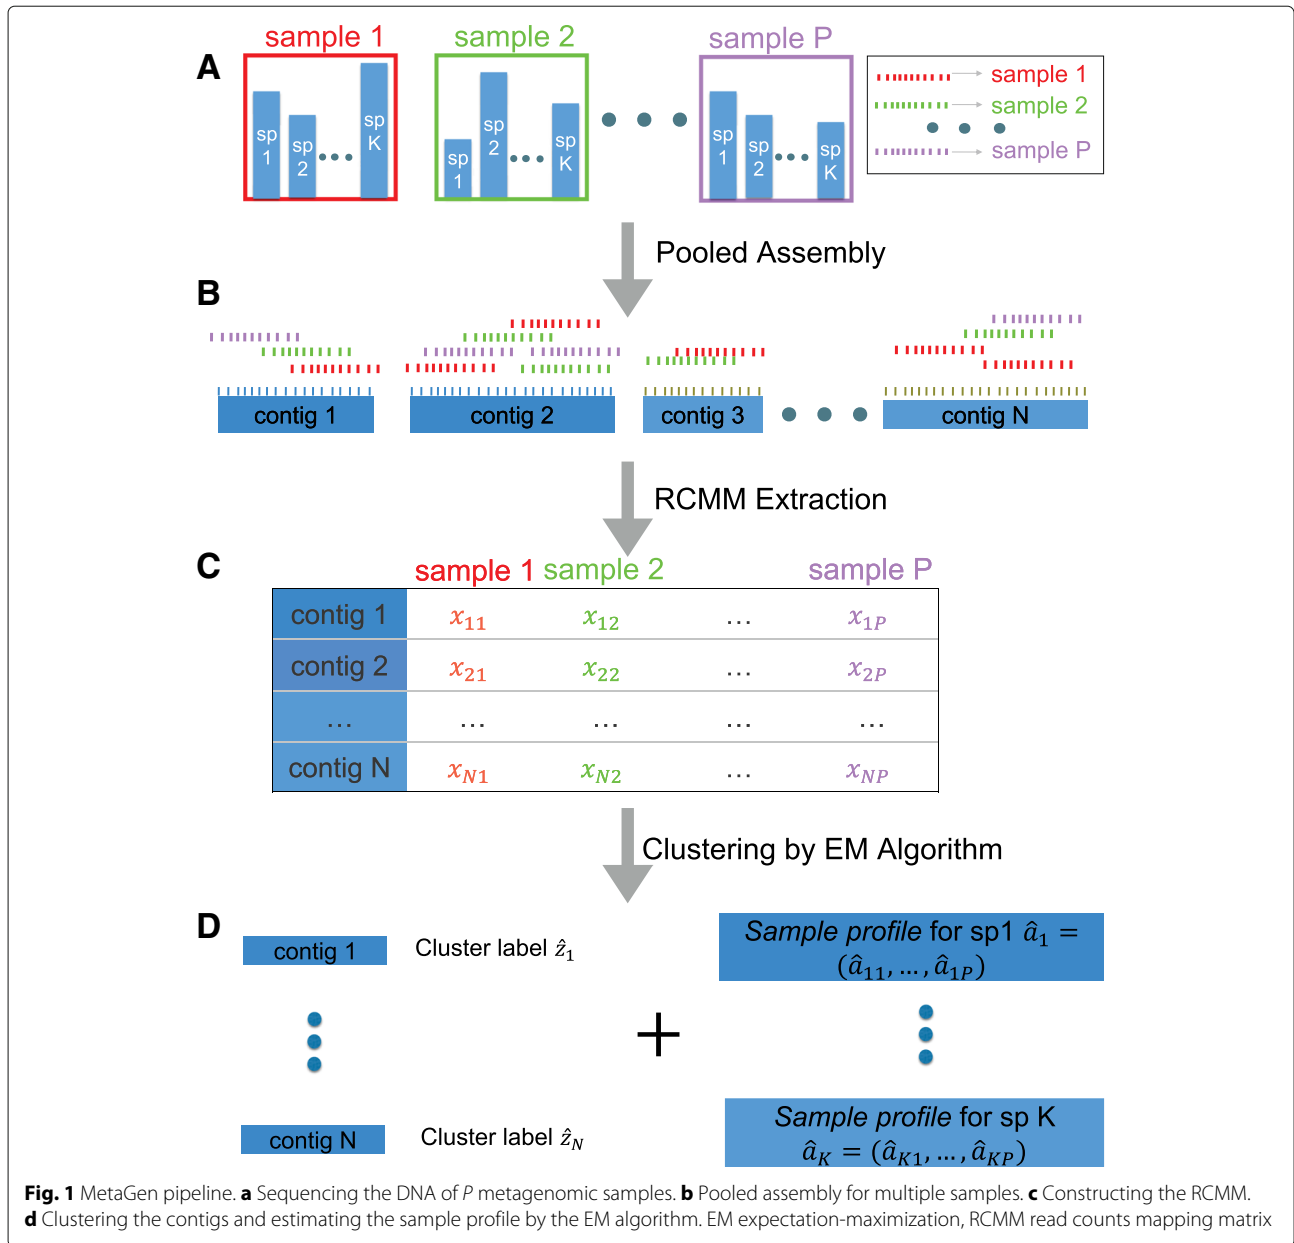 sample 1 sample 2 sample P
A
sp 1 sp 2 ... sp K
sp 1 sp 2 ... sp K
sp 1 sp 2 ... sp K
sample 1
sample 2
sample P
Pooled Assembly
B
contig 1 contig 2 contig 3 contig N
RCMM Extraction
C
sample 1 sample 2 sample P
contig 1 x₁₁ x₁₂ ... x₁P
contig 2 x₂₁ x₂₂ ... x₂P
... ... ... ... ...
contig N xN1 xN2 ... xNP
Clustering by EM Algorithm
D
contig 1 Cluster label ẑ₁
Sample profile for sp1 â₁ =
(â₁₁, ..., â₁P)
+
contig N Cluster label ẑN
Sample profile for sp K
âK = (âK1, ..., âKP)
Fig. 1 MetaGen pipeline. a Sequencing the DNA of P metagenomic samples. b Pooled assembly for multiple samples. c Constructing the RCMM.
d Clustering the contigs and estimating the sample profile by the EM algorithm. EM expectation-maximization, RCMM read counts mapping matrix